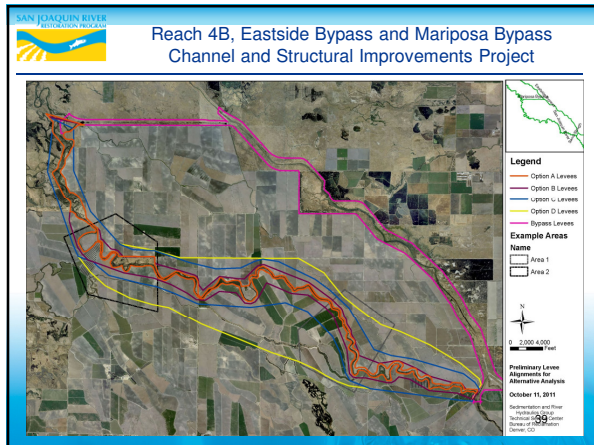 SAN JOAQUIN RIVER
RESTORATION PROGRAM
Reach 4B, Eastside Bypass and Mariposa Bypass
Channel and Structural Improvements Project
Legend
Option A Levees
Option B Levees
Option C Levees
Option D Levees
Bypass Levees
Example Areas
Name
Area 1
Area 2
N
0 2,000 4,000
Feet
Preliminary Levee
Alignments for
Alternative Analysis
October 11, 2011
Sedimentation and River
Hydraulics Group
Technical Service Center
Bureau of Reclamation
Denver, CO
39